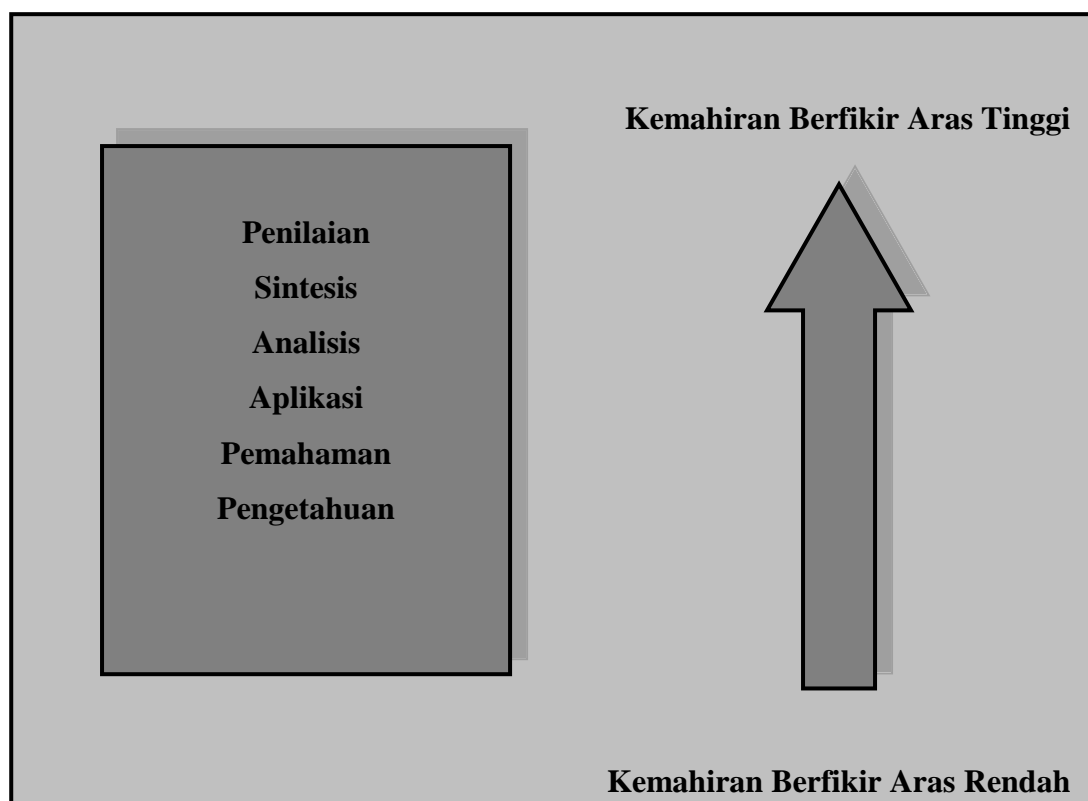 Kemahiran Berfikir Aras Tinggi
Penilaian
Sintesis
Analisis
Aplikasi
Pemahaman
Pengetahuan
Kemahiran Berfikir Aras Rendah